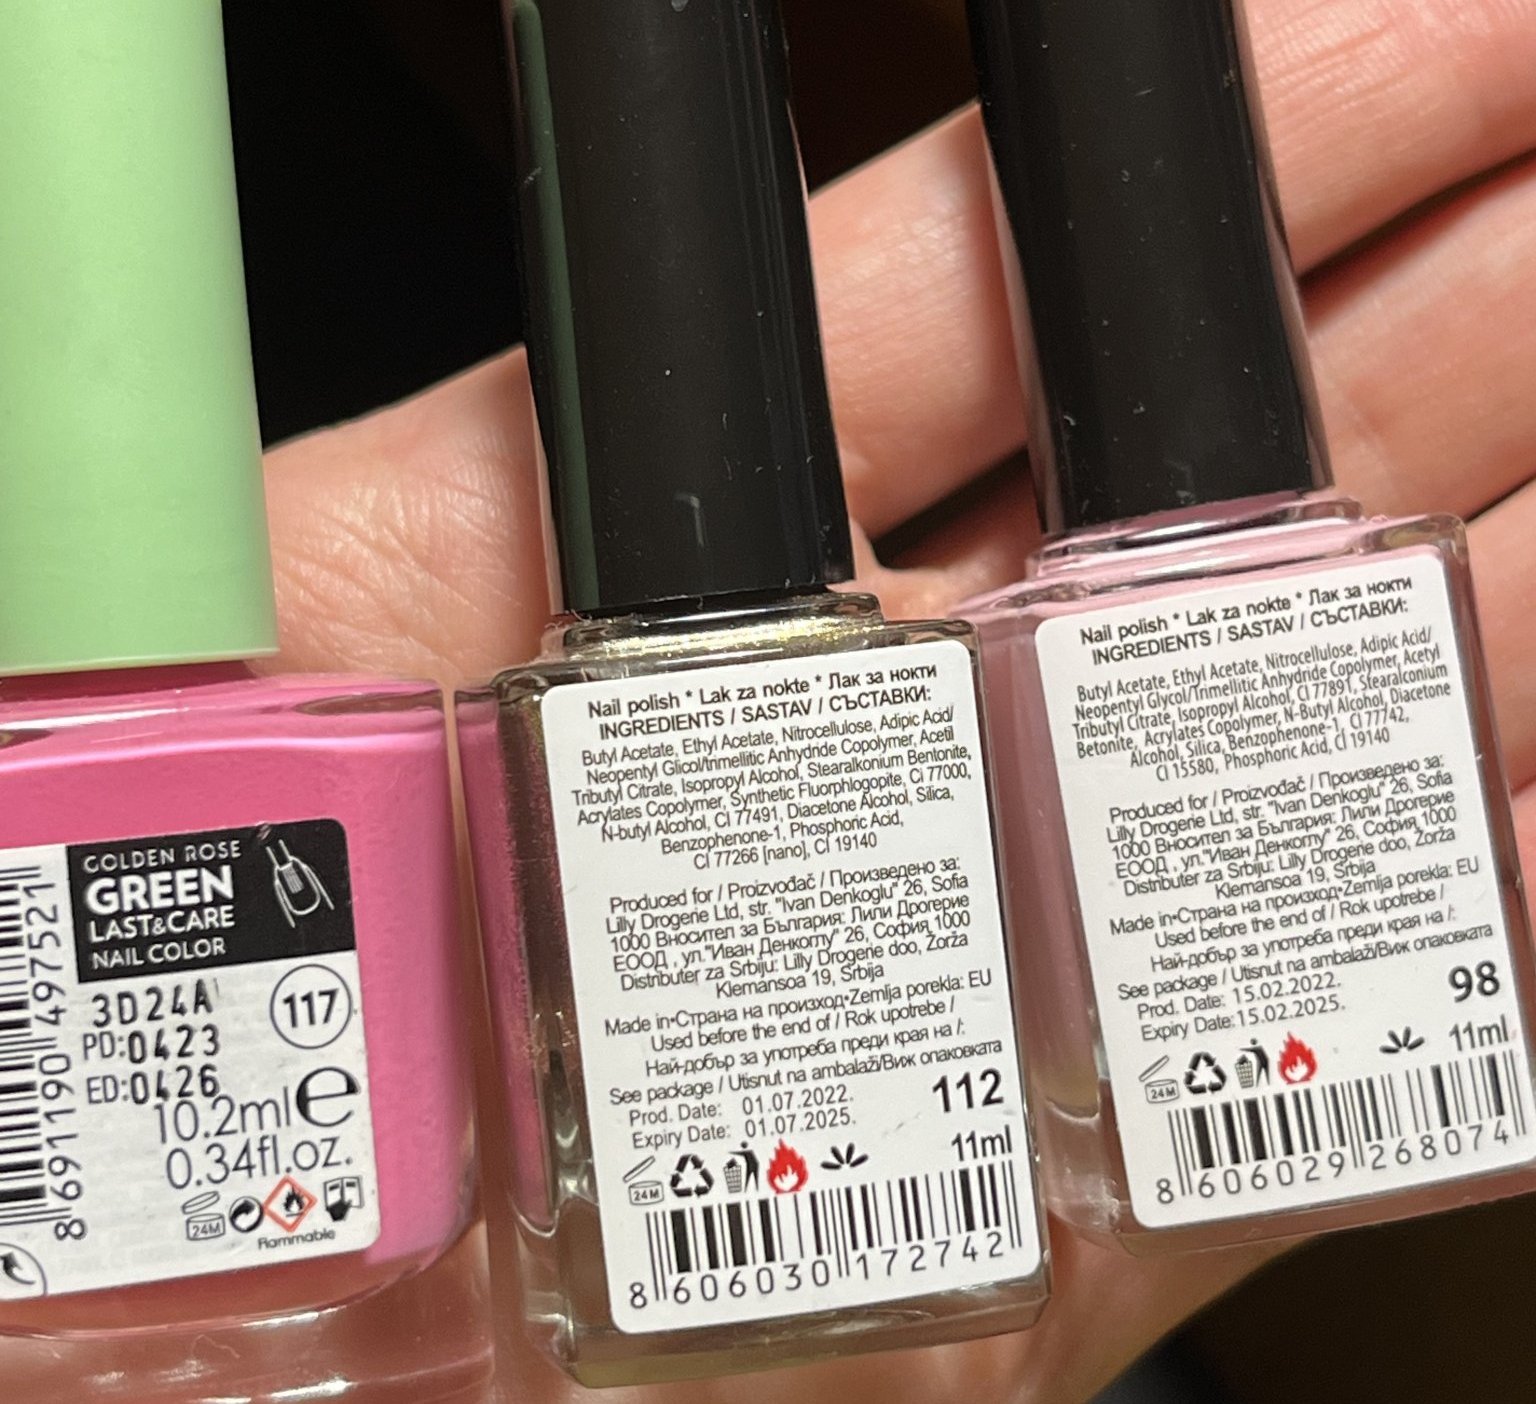 GOLDEN ROSE
GREEN
LAST&CARE
NAIL COLOR
3D24A
117
PD:0423
ED:0426
10.2ml e
0.34fl.oz.
24M
Flammable
8 691190 497521
Nail polish * Lak za nokte * Лак за нокти
INGREDIENTS / SASTAV / СЪСТАВКИ:
Butyl Acetate, Ethyl Acetate, Nitrocellulose, Adipic Acid/
Neopentyl Glicol/trimellitic Anhydride Copolymer, Acetil
Tributyl Citrate, Isopropyl Alcohol, Stearalkonium Bentonite,
Acrylates Copolymer, Synthetic Fluorphlogopite, Ci 77000,
N-butyl Alcohol, CI 77491, Diacetone Alcohol, Silica,
Benzophenone-1, Phosphoric Acid,
CI 77266 [nano], CI 19140
Produced for / Proizvođač / Произведено за:
Lilly Drogerie Ltd, str. "Ivan Denkoglu" 26, Sofia
1000 Вносител за България: Лили Дрогерие
ЕООД , ул."Иван Денкоглу" 26, София 1000
Distributer za Srbiju: Lilly Drogerie doo, Žorža
Klemansoa 19, Srbija
Made in•Страна на произход•Zemlja porekla: EU
Used before the end of / Rok upotrebe /
Най-добър за употреба преди края на /:
See package / Utisnut na ambalaži/Виж опаковката
Prod. Date: 01.07.2022.
Expiry Date: 01.07.2025.
112
24M
11ml
8 606030 172742
Nail polish * Lak za nokte * Лак за нокти
INGREDIENTS / SASTAV / СЪСТАВКИ:
Butyl Acetate, Ethyl Acetate, Nitrocellulose, Adipic Acid/
Neopentyl Glycol/Trimellitic Anhydride Copolymer, Acetyl
Tributyl Citrate, Isopropyl Alcohol, CI 77891, Stearalkonium
Betonite, Acrylates Copolymer, N-Butyl Alcohol, Diacetone
Alcohol, Silica, Benzophenone-1, CI 77742,
CI 15580, Phosphoric Acid, CI 19140
Produced for / Proizvođač / Произведено за:
Lilly Drogerie Ltd, str. "Ivan Denkoglu" 26, Sofia
1000 Вносител за България: Лили Дрогерие
ЕООД , ул."Иван Денкоглу" 26, София 1000
Distributer za Srbiju: Lilly Drogerie doo, Žorža
Klemansoa 19, Srbija
Made in•Страна на произход•Zemlja porekla: EU
Used before the end of / Rok upotrebe /
Най-добър за употреба преди края на /:
See package / Utisnut na ambalaži/Виж опаковката
Prod. Date: 15.02.2022.
Expiry Date: 15.02.2025.
98
24M
11ml
8 606029 268074